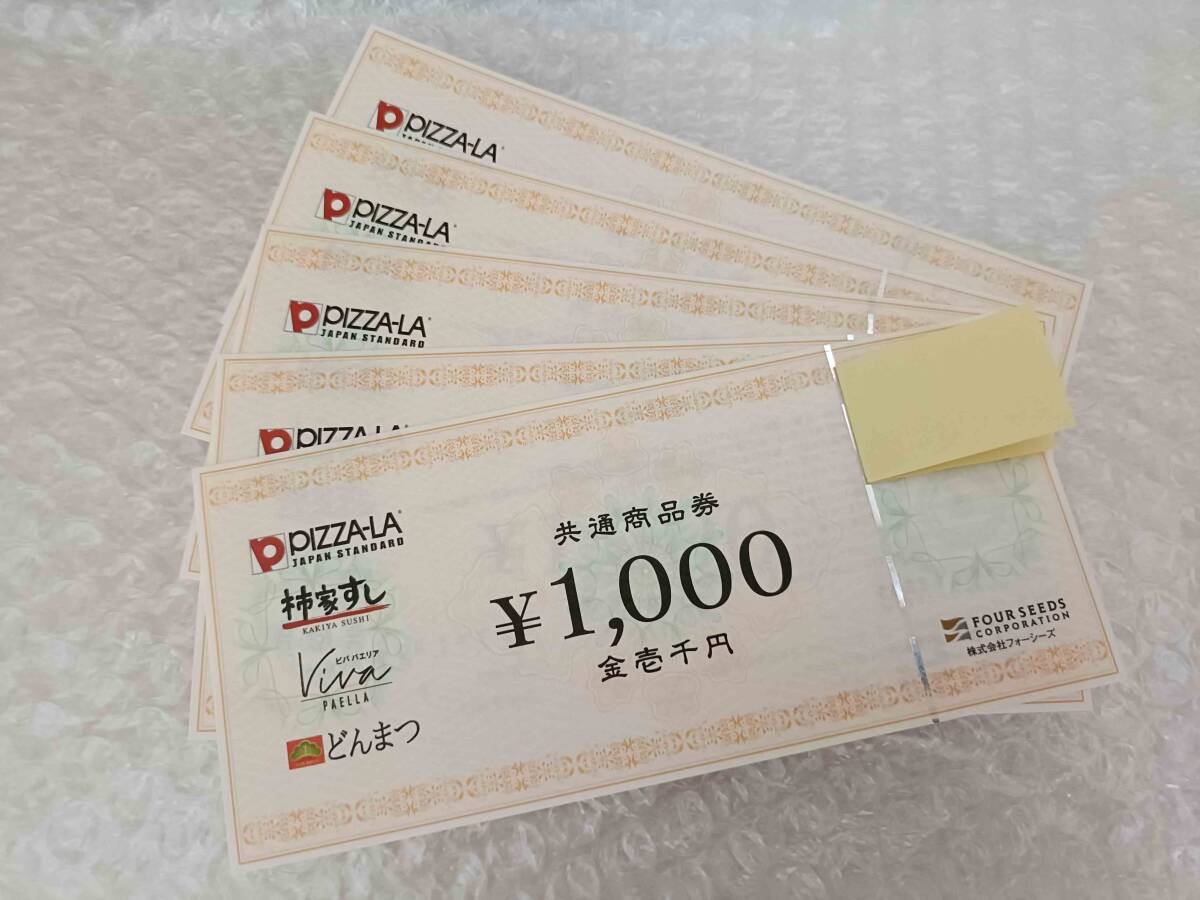 PIZZA-LA
PIZZA-LA
JAPAN STANDARD
PIZZA-LA
JAPAN STANDARD
PIZZA-LA
PIZZA-LA
JAPAN STANDARD
柿家すし
KAKIYA SUSHI
ビバパエリア
Viva
PAELLA
どんまつ
共通商品券
¥1,000
金壱千円
FOUR SEEDS
CORPORATION
株式会社フォーシーズ